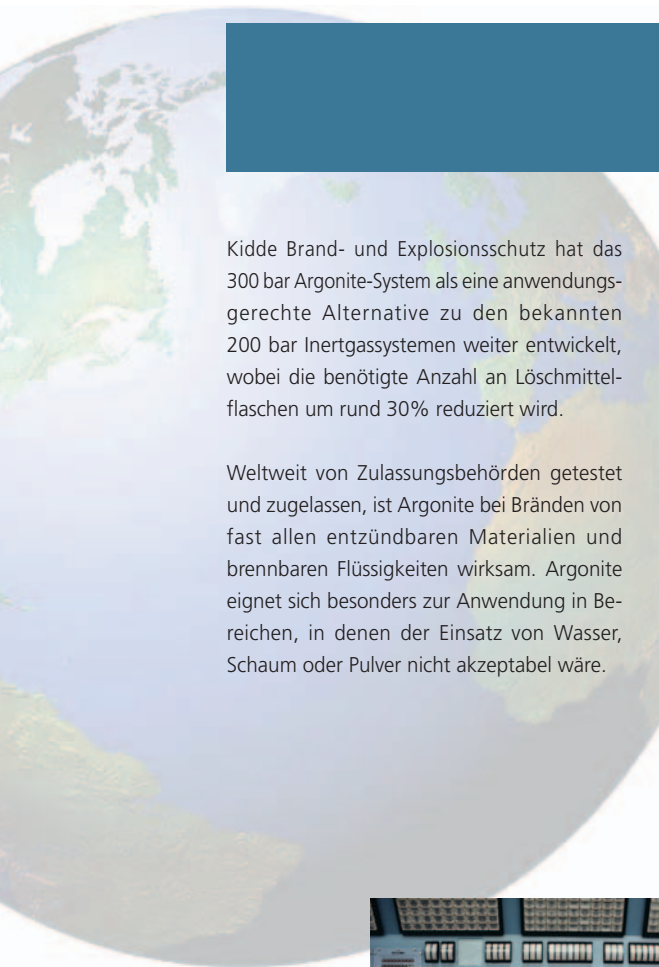 Kidde Brand- und Explosionsschutz hat das
300 bar Argonite-System als eine anwendungs-
gerechte Alternative zu den bekannten
200 bar Inertgassystemen weiter entwickelt,
wobei die benötigte Anzahl an Löschmittel-
flaschen um rund 30% reduziert wird.
Weltweit von Zulassungsbehörden getestet
und zugelassen, ist Argonite bei Bränden von
fast allen entzündbaren Materialien und
brennbaren Flüssigkeiten wirksam. Argonite
eignet sich besonders zur Anwendung in Be-
reichen, in denen der Einsatz von Wasser,
Schaum oder Pulver nicht akzeptabel wäre.